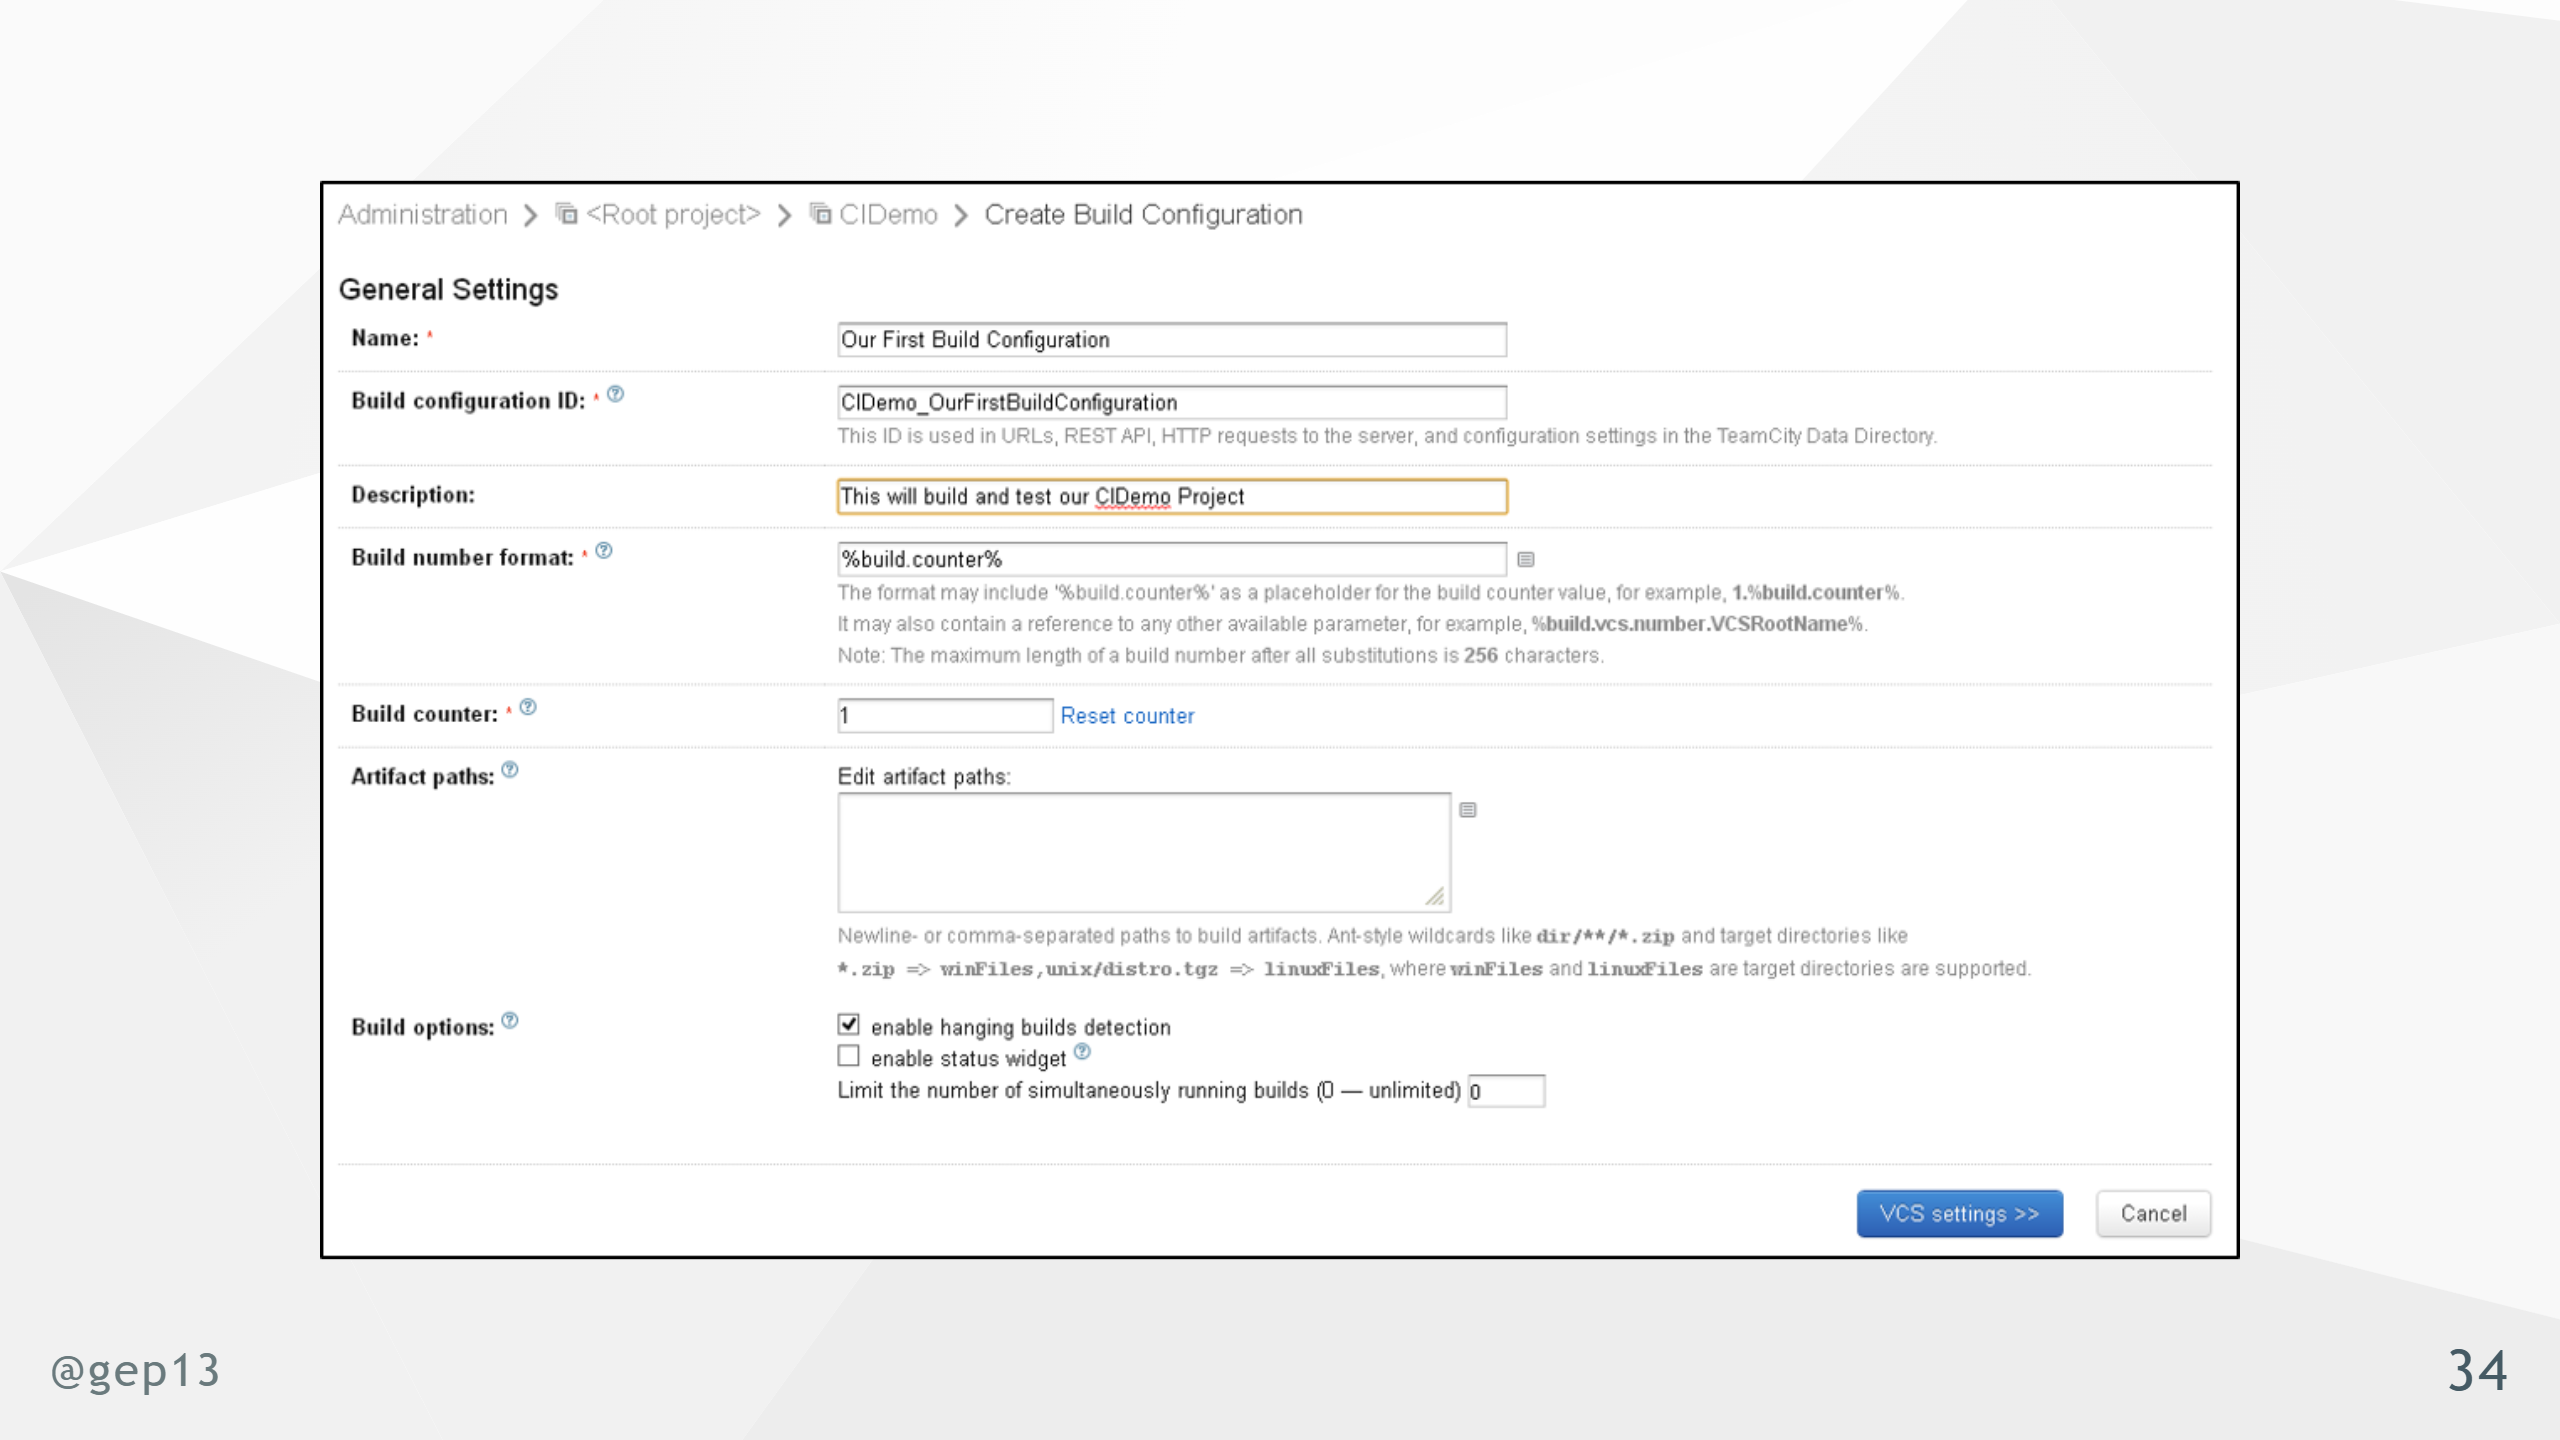 Administration > <Root project> > CIDemo > Create Build Configuration
General Settings
Name: * Our First Build Configuration
Build configuration ID: * ? CIDemo_OurFirstBuildConfiguration
This ID is used in URLs, REST API, HTTP requests to the server, and configuration settings in the TeamCity Data Directory.
Description: This will build and test our CIDemo Project
Build number format: * ? %build.counter%
The format may include '%build.counter%' as a placeholder for the build counter value, for example, 1.%build.counter%.
It may also contain a reference to any other available parameter, for example, %build.vcs.number.VCSRootName%.
Note: The maximum length of a build number after all substitutions is 256 characters.
Build counter: * ? 1 Reset counter
Artifact paths: ? Edit artifact paths:
Newline- or comma-separated paths to build artifacts. Ant-style wildcards like dir/**/*.zip and target directories like
*.zip => winFiles,unix/distro.tgz => linuxFiles, where winFiles and linuxFiles are target directories are supported.
Build options: ? enable hanging builds detection
enable status widget ?
Limit the number of simultaneously running builds (0 — unlimited) 0
VCS settings >> Cancel
@gep13 34